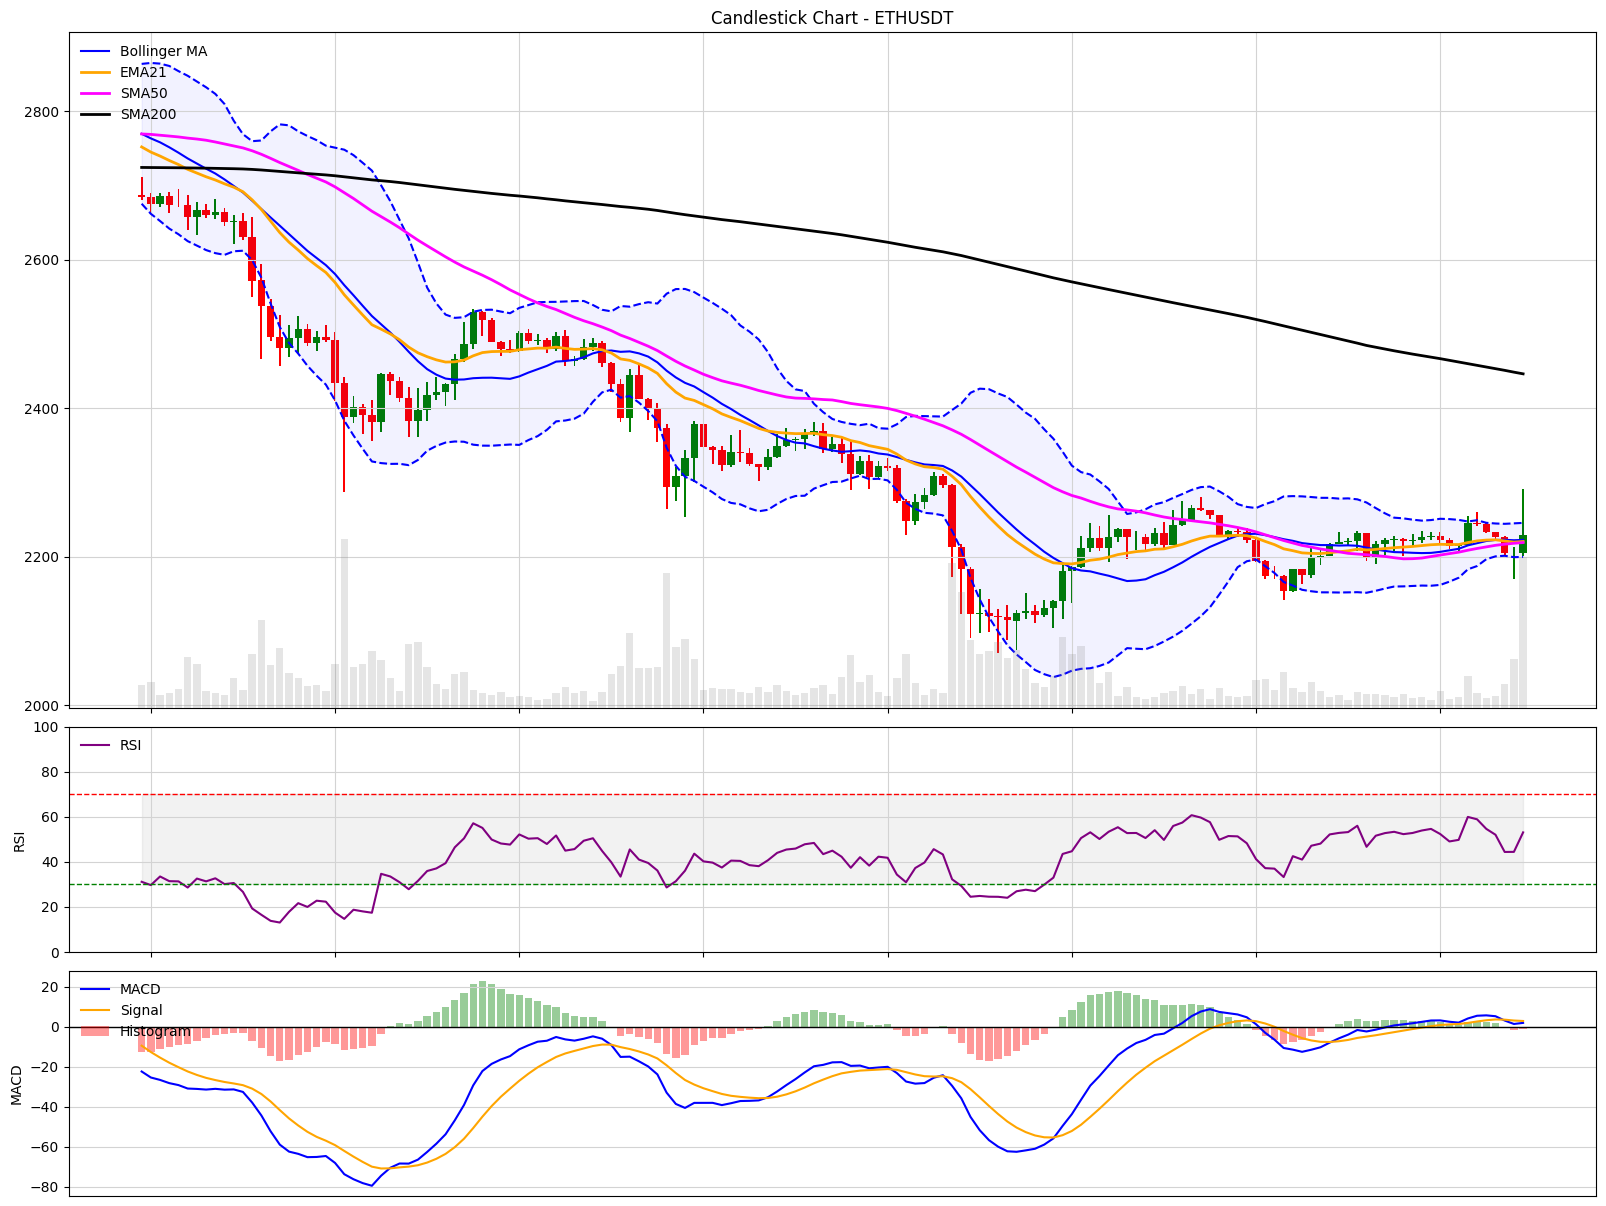 Candlestick Chart - ETHUSDT
Bollinger MA
EMA21
SMA50
SMA200
2800
2600
2400
2200
2000
RSI
100
80
60
40
20
0
RSI
MACD
Signal
Histogram
20
0
−20
−40
−60
−80
MACD